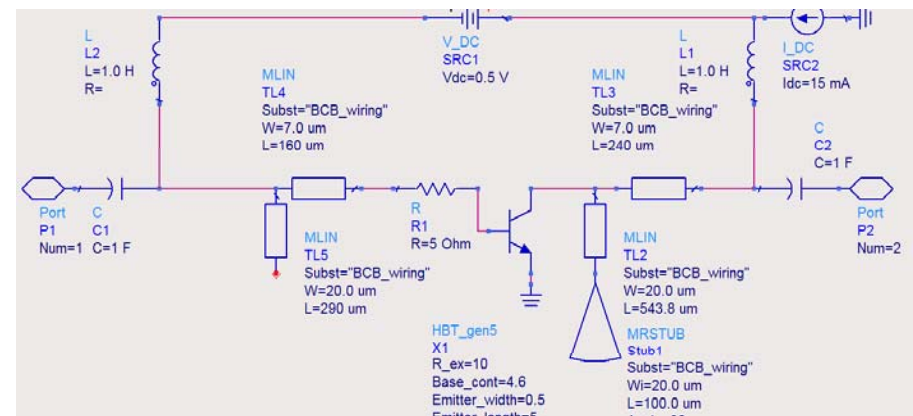 L
L2
L=1.0 H
R=
V_DC
SRC1
Vdc=0.5 V
L
L1
L=1.0 H
R=
I_DC
SRC2
Idc=15 mA
MLIN
TL4
Subst="BCB_wiring"
W=7.0 um
L=160 um
MLIN
TL3
Subst="BCB_wiring"
W=7.0 um
L=240 um
C
C2
C=1 F
Port
P1
Num=1
C
C1
C=1 F
MLIN
TL5
Subst="BCB_wiring"
W=20.0 um
L=290 um
R
R1
R=5 Ohm
MLIN
TL2
Subst="BCB_wiring"
W=20.0 um
L=543.8 um
Port
P2
Num=2
HBT_gen5
X1
R_ex=10
Base_cont=4.6
Emitter_width=0.5
Emitter_length=5
MRSTUB
Stub1
Subst="BCB_wiring"
Wi=20.0 um
L=100.0 um